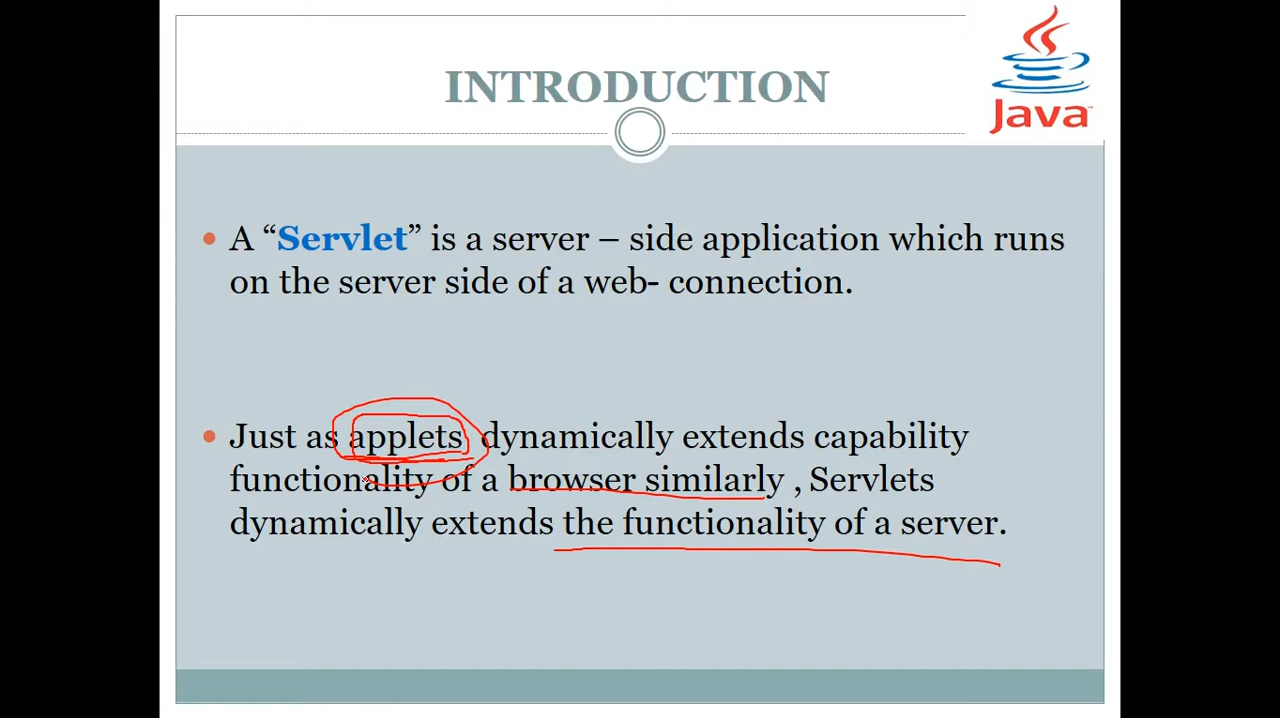 INTRODUCTION
Java™
• A “Servlet” is a server – side application which runs
on the server side of a web- connection.
• Just as applets dynamically extends capability
functionality of a browser similarly , Servlets
dynamically extends the functionality of a server.